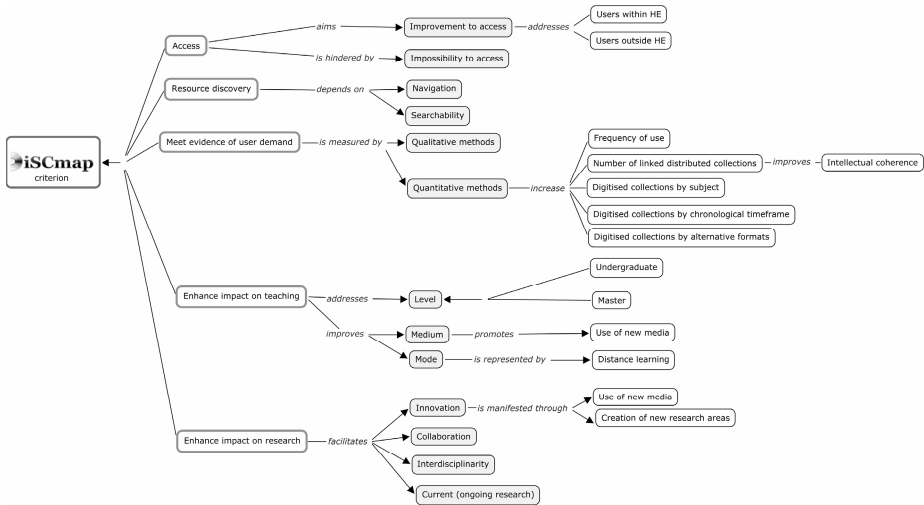 aims
Improvement to access
addresses
Users within HE
Users outside HE
Access
is hindered by
Impossibility to access
Resource discovery
depends on
Navigation
Searchability
iSCmap
criterion
Meet evidence of user demand
is measured by
Qualitative methods
Quantitative methods
increase
Frequency of use
Number of linked distributed collections
improves
Intellectual coherence
Digitised collections by subject
Digitised collections by chronological timeframe
Digitised collections by alternative formats
Enhance impact on teaching
addresses
Level
Undergraduate
Master
improves
Medium
promotes
Use of new media
Mode
is represented by
Distance learning
Enhance impact on research
facilitates
Innovation
is manifested through
Use of new media
Creation of new research areas
Collaboration
Interdisciplinarity
Current (ongoing research)